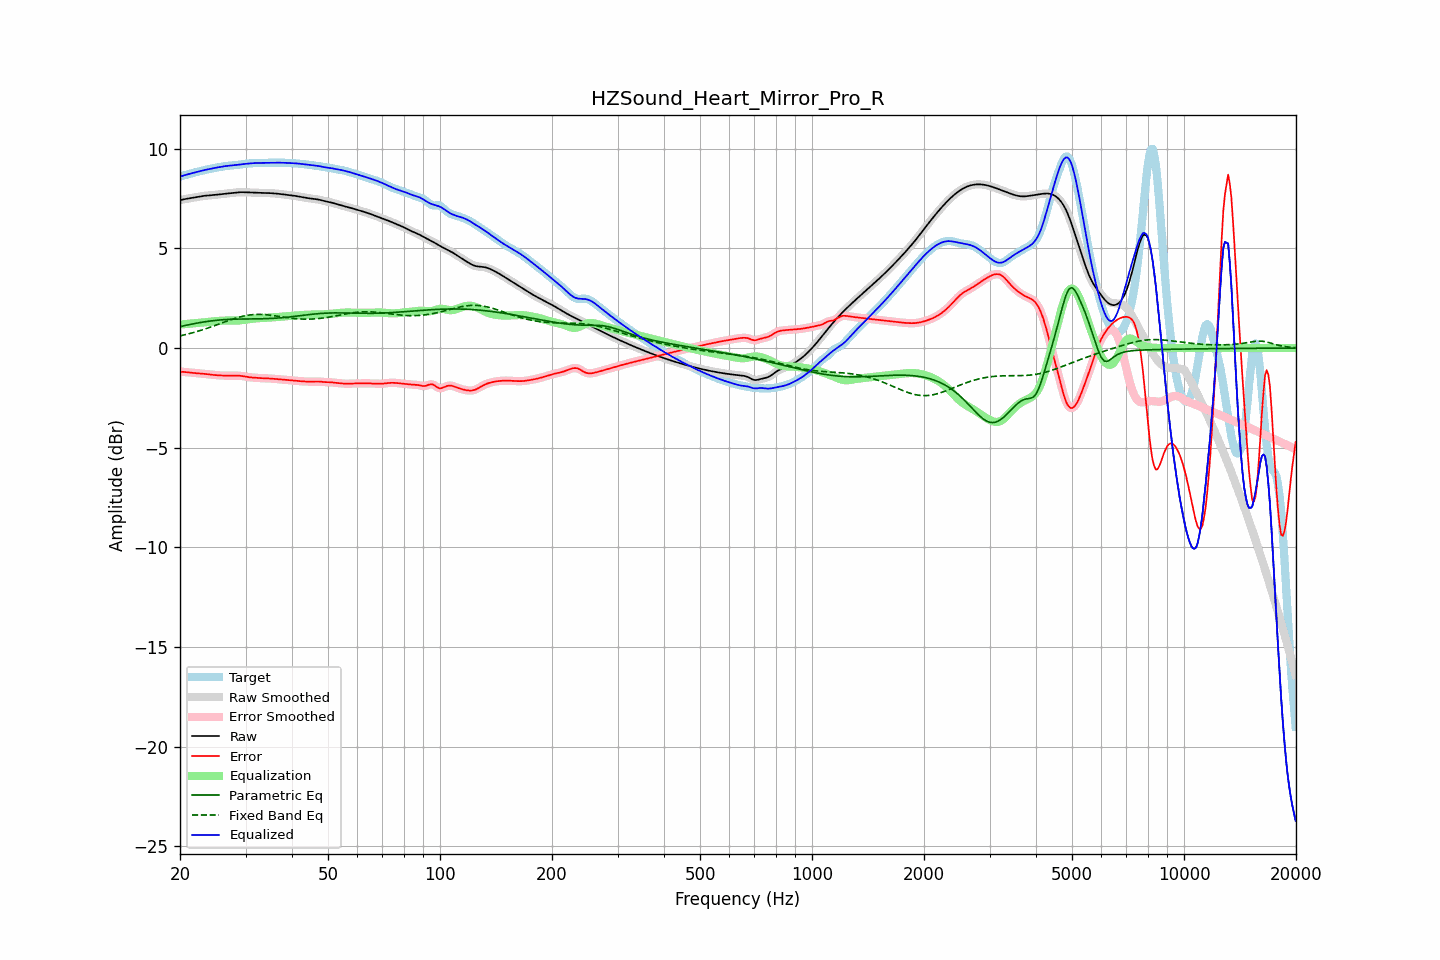 HZSound_Heart_Mirror_Pro_R
Amplitude (dBr)
10
5
0
−5
−10
−15
−20
−25
Target
Raw Smoothed
Error Smoothed
Raw
Error
Equalization
Parametric Eq
Fixed Band Eq
Equalized
20 50 100 200 500 1000 2000 5000 10000 20000
Frequency (Hz)